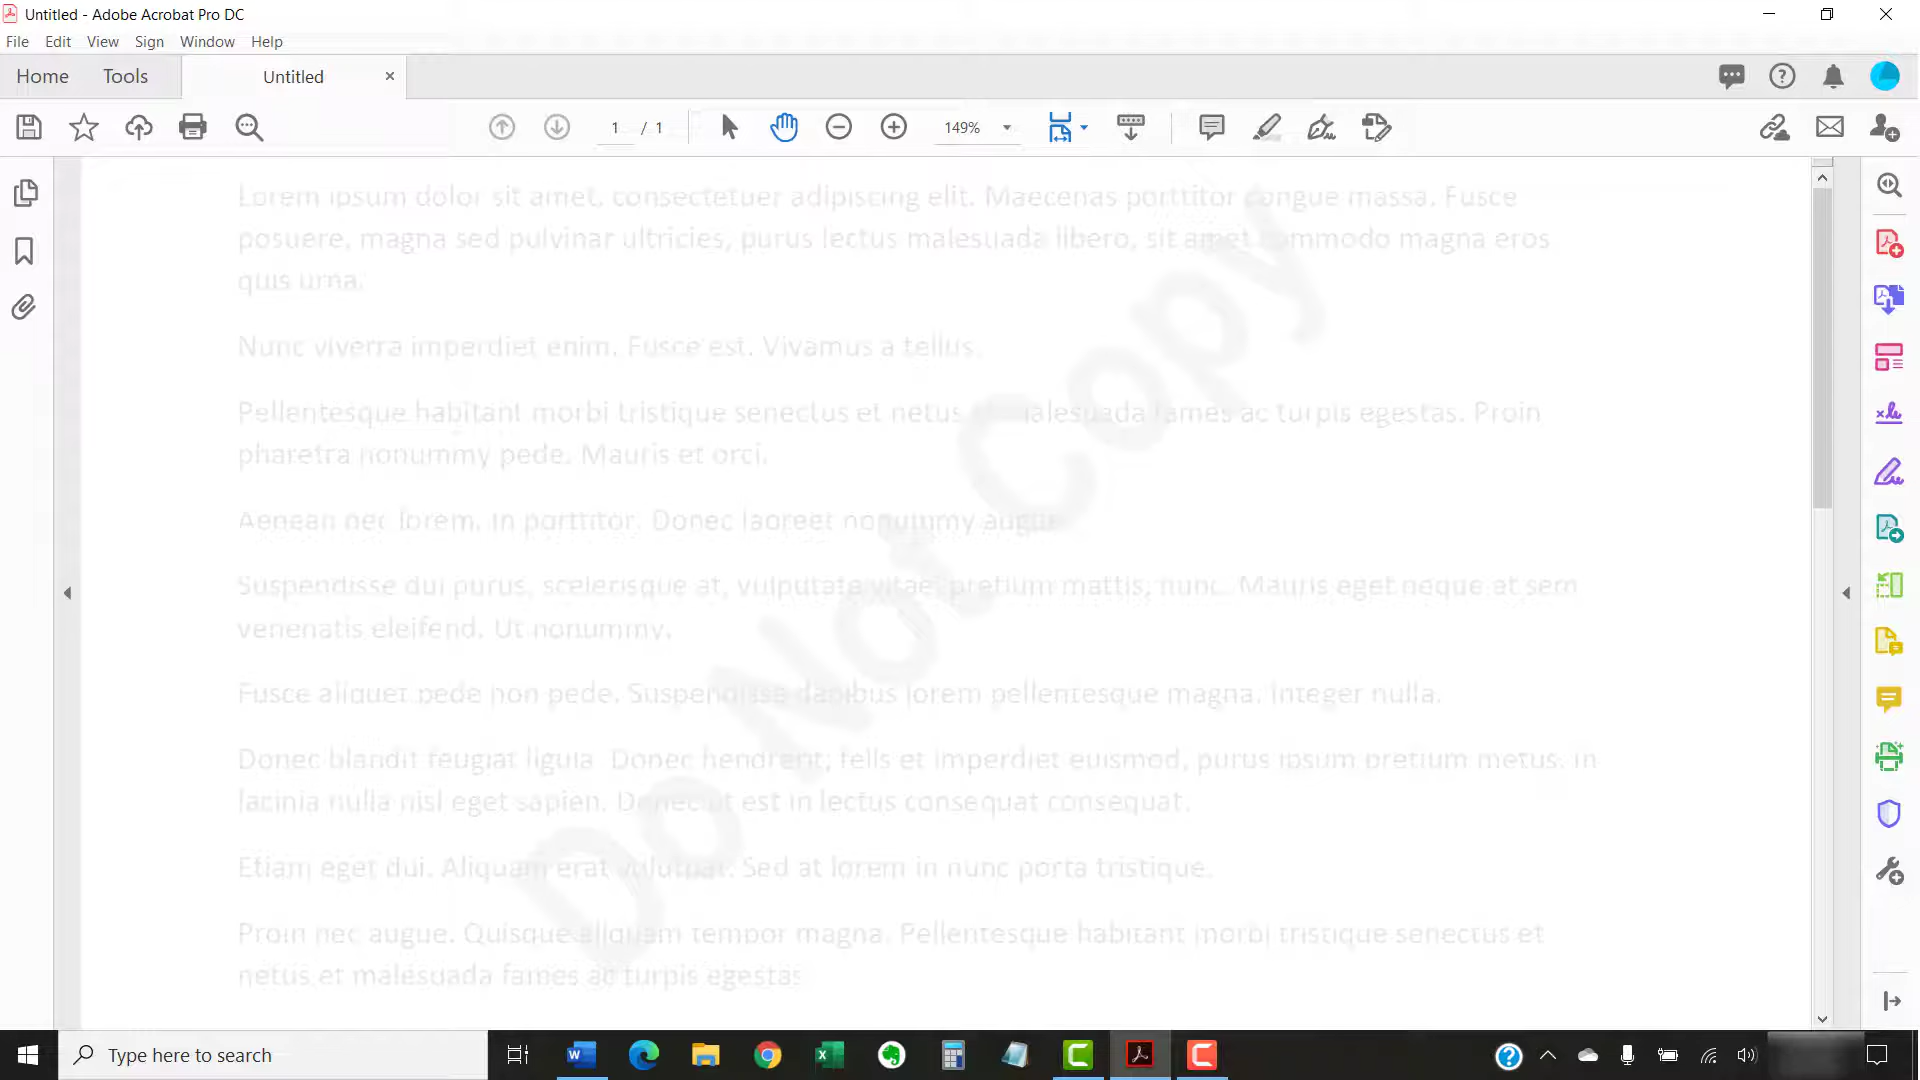 Untitled - Adobe Acrobat Pro DC
File Edit View Sign Window Help
Home Tools Untitled
1 / 1 149%
Lorem ipsum dolor sit amet, consectetuer adipiscing elit. Maecenas porttitor congue massa. Fusce
posuere, magna sed pulvinar ultricies, purus lectus malesuada libero, sit amet commodo magna eros
quis urna.
Nunc viverra imperdiet enim. Fusce est. Vivamus a tellus.
Pellentesque habitant morbi tristique senectus et netus et malesuada fames ac turpis egestas. Proin
pharetra nonummy pede. Mauris et orci.
Aenean nec lorem. In porttitor. Donec laoreet nonummy augue.
Suspendisse dui purus, scelerisque at, vulputate vitae, pretium mattis, nunc. Mauris eget neque at sem
venenatis eleifend. Ut nonummy.
Fusce aliquet pede non pede. Suspendisse dapibus lorem pellentesque magna. Integer nulla.
Donec blandit feugiat ligula. Donec hendrerit, felis et imperdiet euismod, purus ipsum pretium metus, in
lacinia nulla nisl eget sapien. Donec ut est in lectus consequat consequat.
Etiam eget dui. Aliquam erat volutpat. Sed at lorem in nunc porta tristique.
Proin nec augue. Quisque aliquam tempor magna. Pellentesque habitant morbi tristique senectus et
netus et malesuada fames ac turpis egestas
Do Not Copy
Type here to search